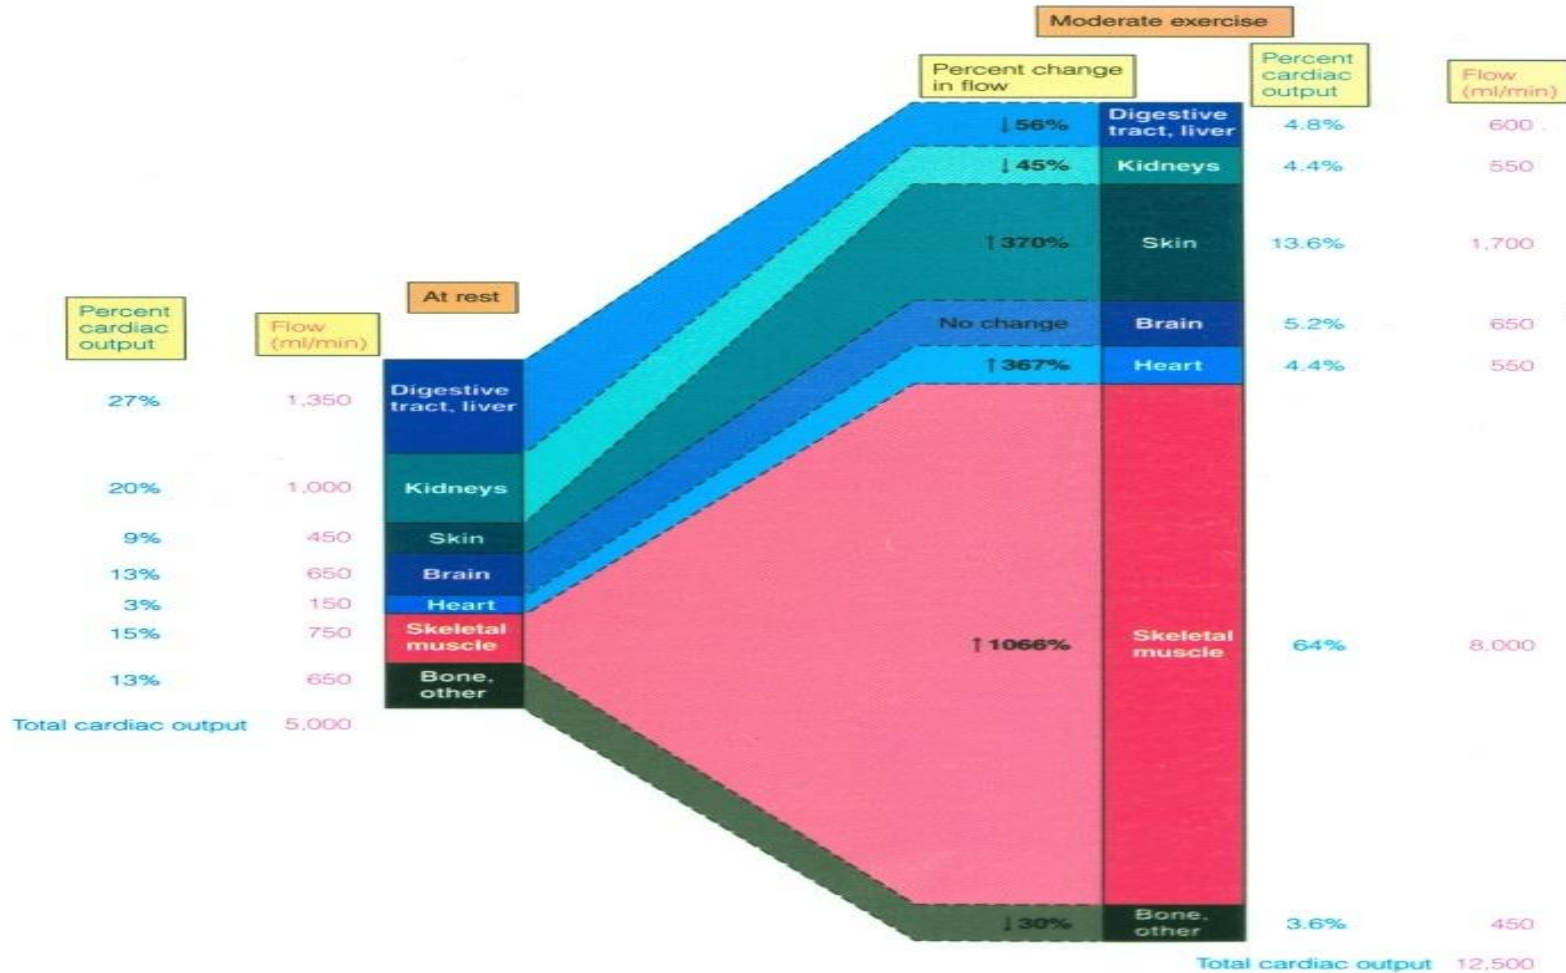 Moderate exercise
Percent change
in flow
Percent
cardiac
output
Flow
(ml/min)
↓56% Digestive
tract, liver 4.8% 600
↓45% Kidneys 4.4% 550
↑370% Skin 13.6% 1,700
No change Brain 5.2% 650
↑367% Heart 4.4% 550
↑1066% Skeletal
muscle 64% 8,000
↓30% Bone,
other 3.6% 450
Total cardiac output 12,500
At rest
Percent
cardiac
output
Flow
(ml/min)
27% 1,350 Digestive
tract, liver
20% 1,000 Kidneys
9% 450 Skin
13% 650 Brain
3% 150 Heart
15% 750 Skeletal
muscle
13% 650 Bone,
other
Total cardiac output 5,000